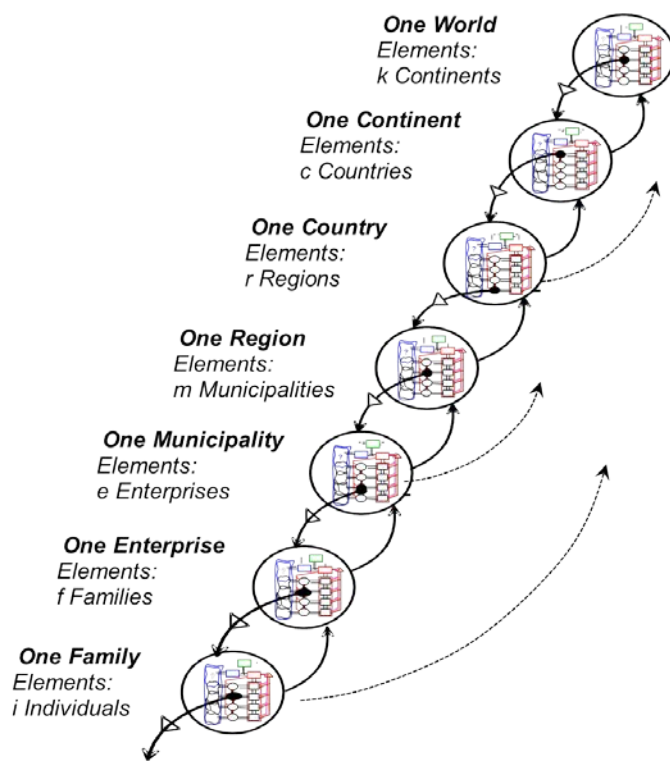 One World
Elements:
k Continents
One Continent
Elements:
c Countries
One Country
Elements:
r Regions
One Region
Elements:
m Municipalities
One Municipality
Elements:
e Enterprises
One Enterprise
Elements:
f Families
One Family
Elements:
i Individuals